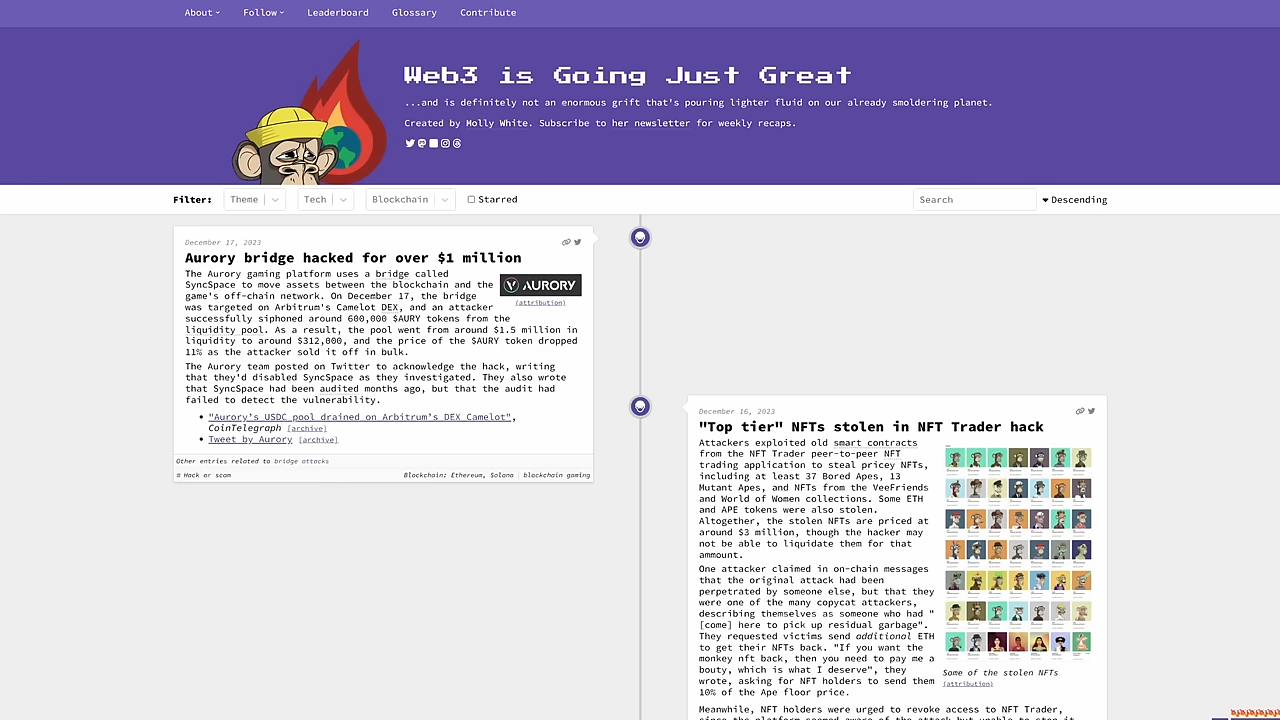 About Follow Leaderboard Glossary Contribute
Web3 is Going Just Great
...and is definitely not an enormous grift that's pouring lighter fluid on our already smoldering planet.
Created by Molly White. Subscribe to her newsletter for weekly recaps.
Filter: Theme Tech Blockchain Starred Search Descending
December 17, 2023
Aurory bridge hacked for over $1 million
The Aurory gaming platform uses a bridge called
SyncSpace to move assets between the blockchain and the
game's off-chain network. On December 17, the bridge
was targeted on Arbitrum's Camelot DEX, and an attacker
successfully siphoned around 600,000 $AURY tokens from the
liquidity pool. As a result, the pool went from around $1.5 million in
liquidity to around $312,000, and the price of the $AURY token dropped
11% as the attacker sold it off in bulk.
AURORY
(attribution)
The Aurory team posted on Twitter to acknowledge the hack, writing
that they'd disabled SyncSpace as they investigated. They also wrote
that SyncSpace had been audited months ago, but that the audit had
failed to detect the vulnerability.
• "Aurory's USDC pool drained on Arbitrum's DEX Camelot",
CoinTelegraph [archive]
• Tweet by Aurory [archive]
Other entries related to bridge attacks
# Hack or scam Blockchain: Ethereum, Solana | blockchain gaming
December 16, 2023
"Top tier" NFTs stolen in NFT Trader hack
Attackers exploited old smart contracts
from the NFT Trader peer-to-peer NFT
trading application to steal pricey NFTs,
including at least 37 Bored Apes, 13
Mutant Apes, and NFTs from the VeeFriends
and World of Women collections. Some ETH
and APE tokens were also stolen.
Altogether, the stolen NFTs are priced at
around $3 million, though the hacker may
not be able to liquidate them for that
ammount.
One attacker claimed in on-chain messages
that the original attack had been
perpetrated by someone else, but that they
were one of the many copycat attackers,
describing themselves as someone who had "
[come] here to pick up residual garbage".
They requested victims send additional ETH
to get their NFTs back. "If you want the
monkey nft back, then you need to pay me a
bouty, which is what I deserve", they
wrote, asking for NFT holders to send them
10% of the Ape floor price.
Some of the stolen NFTs
(attribution)
Meanwhile, NFT holders were urged to revoke access to NFT Trader,
since the platform seemed aware of the attack but unable to stop it